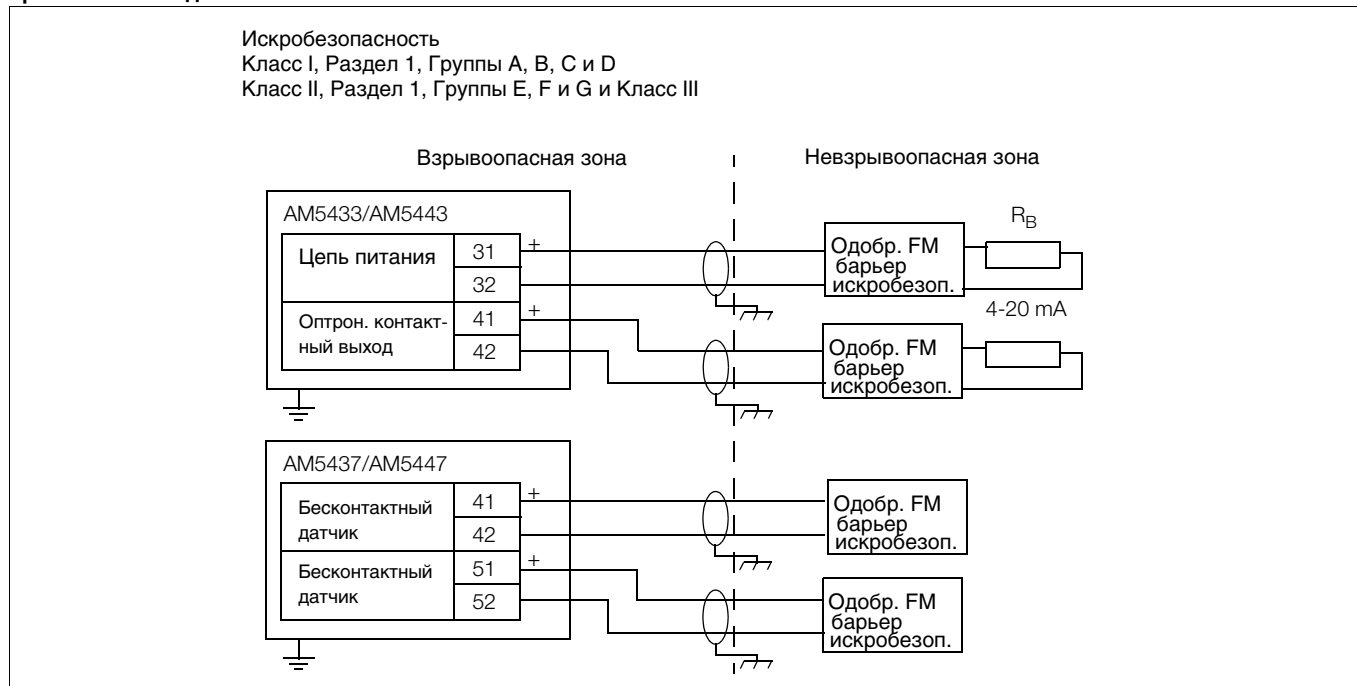 Искробезопасность
Класс I, Раздел 1, Группы A, B, C и D
Класс II, Раздел 1, Группы E, F и G и Класс III
Взрывоопасная зона
Невзрывоопасная зона
AM5433/AM5443
Цепь питания
31
+
32
Оптрон. контакт-
ный выход
41
+
42
Одобр. FM
барьер
искробезоп.
RB
4-20 mA
Одобр. FM
барьер
искробезоп.
AM5437/AM5447
Бесконтактный
датчик
41
+
42
Бесконтактный
датчик
51
+
52
Одобр. FM
барьер
искробезоп.
Одобр. FM
барьер
искробезоп.